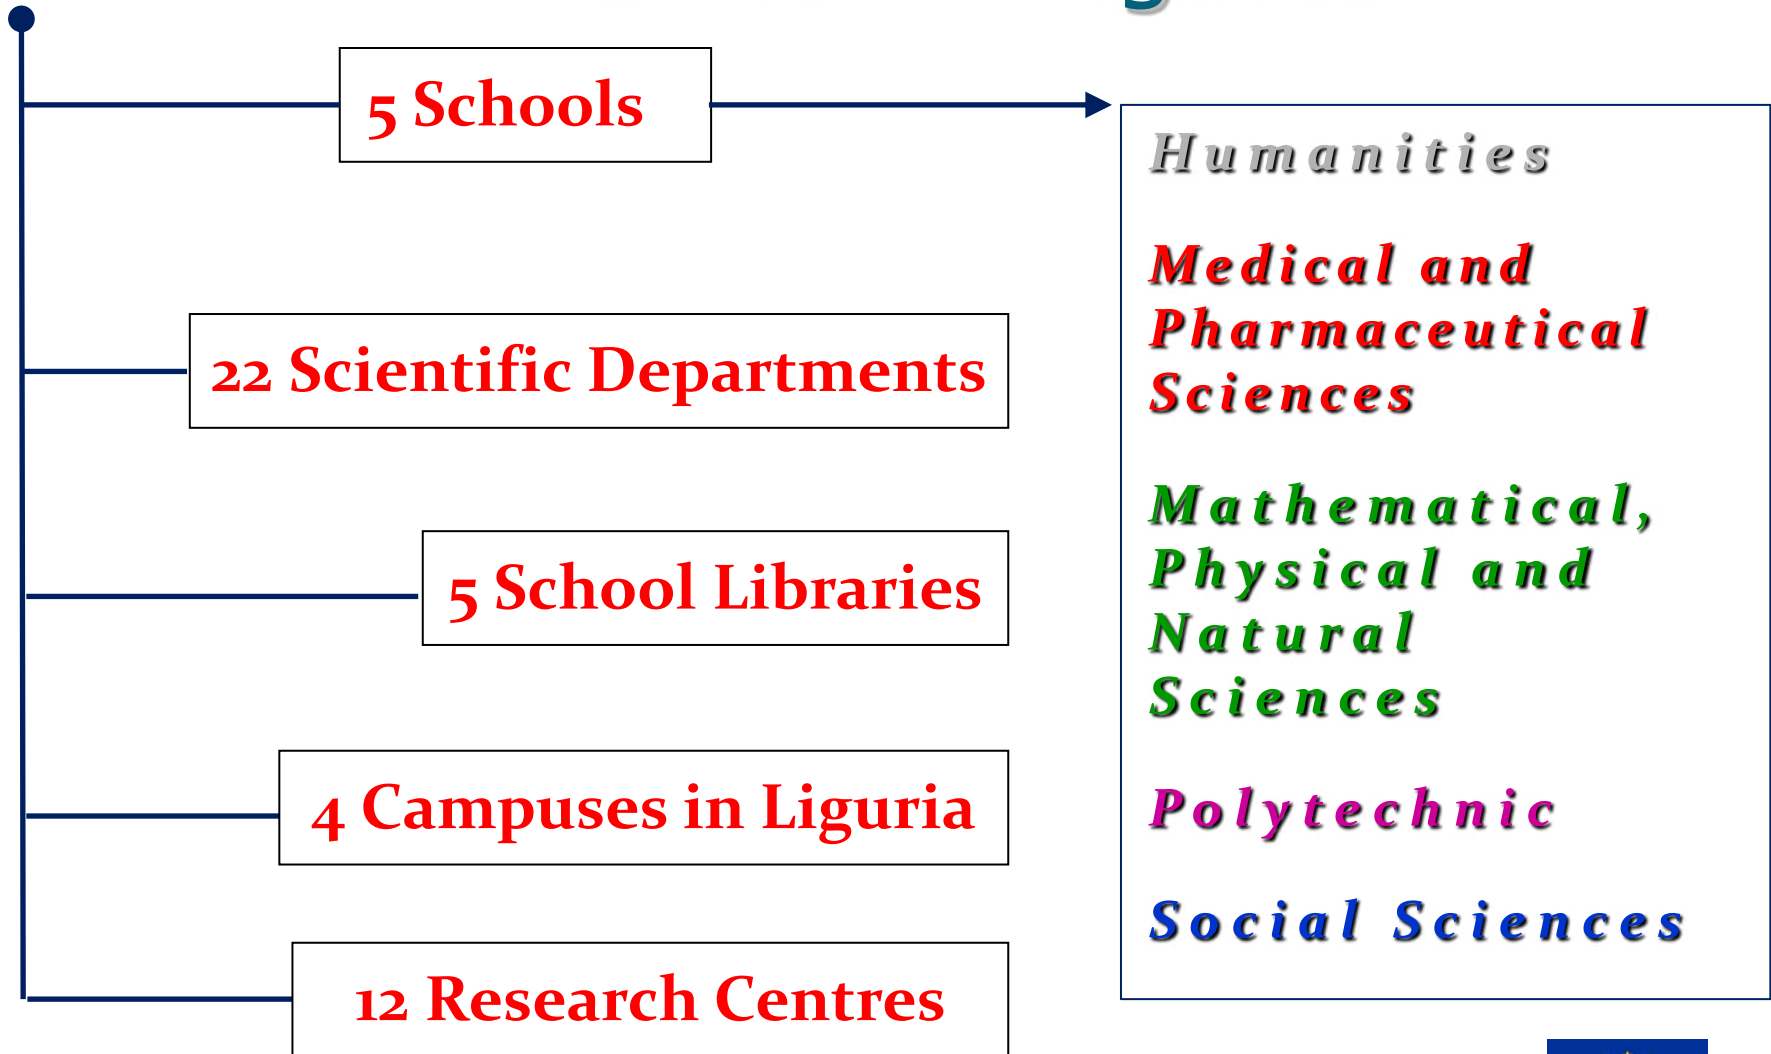 5 Schools
22 Scientific Departments
5 School Libraries
4 Campuses in Liguria
12 Research Centres
Humanities
Medical and
Pharmaceutical
Sciences
Mathematical,
Physical and
Natural
Sciences
Polytechnic
Social Sciences